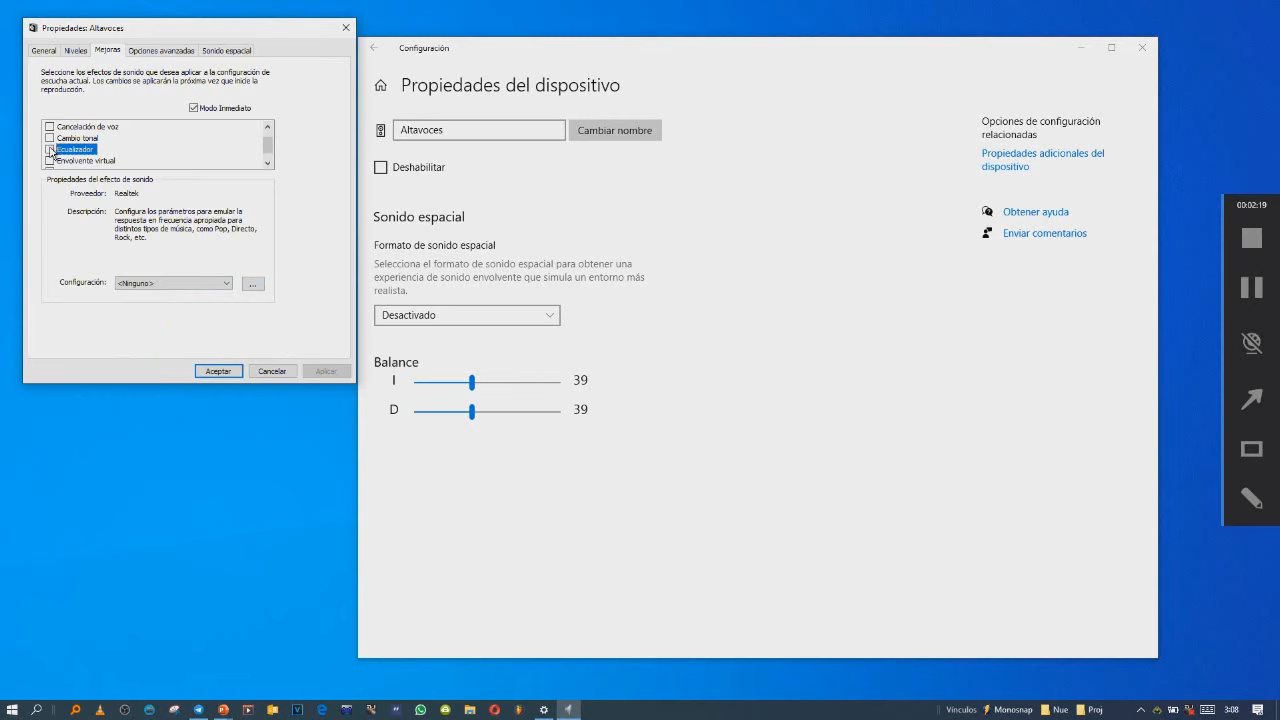 Propiedades: Altavoces
General
Niveles
Mejoras
Opciones avanzadas
Sonido espacial
Seleccione los efectos de sonido que desea aplicar a la configuración de
escucha actual. Los cambios se aplicarán la próxima vez que inicie la
reproducción.
Modo Inmediato
Cancelación de voz
Cambio tonal
Ecualizador
Envolvente virtual
Propiedades del efecto de sonido
Proveedor: Realtek
Descripción: Configura los parámetros para emular la
respuesta en frecuencia apropiada para
distintos tipos de música, como Pop, Directo,
Rock, etc.
Configuración: <Ninguno>
...
Aceptar
Cancelar
Aplicar
Configuración
Propiedades del dispositivo
Altavoces
Cambiar nombre
Deshabilitar
Sonido espacial
Formato de sonido espacial
Selecciona el formato de sonido espacial para obtener una
experiencia de sonido envolvente que simula un entorno más
realista.
Desactivado
Balance
I 39
D 39
Opciones de configuración
relacionadas
Propiedades adicionales del
dispositivo
Obtener ayuda
Enviar comentarios
00:02:19
Vínculos
Monosnap
Nue
Proj
3:08